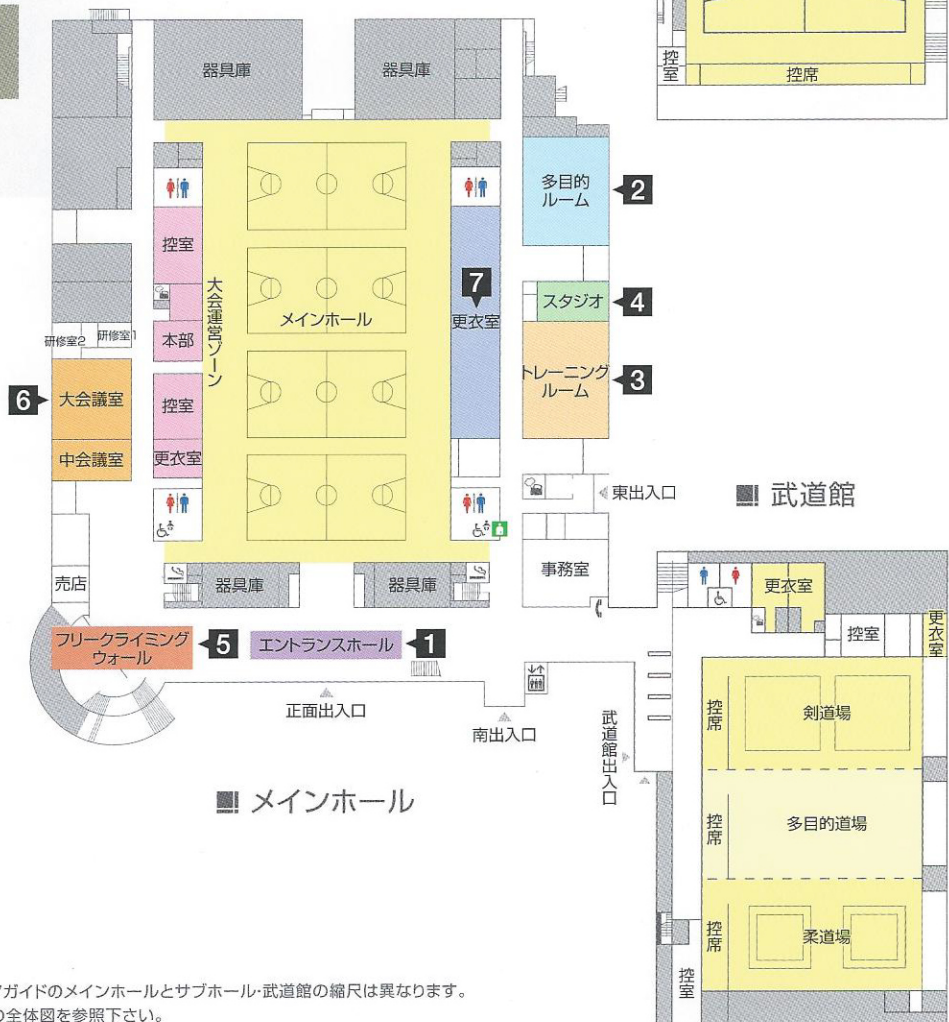 控室
控席
器具庫
器具庫
多目的
ルーム
2
控室
大会運営ゾーン
メインホール
7
更衣室
スタジオ
4
研修室2
研修室1
本部
トレーニング
ルーム
3
6
大会議室
控室
中会議室
更衣室
東出入口
武道館
売店
器具庫
器具庫
事務室
更衣室
控室
更衣室
フリークライミング
ウォール
5
エントランスホール
1
正面出入口
南出入口
武道館出入口
控席
剣道場
控席
多目的道場
控席
柔道場
控室
メインホール
ガイドのメインホールとサブホール・武道館の縮尺は異なります。
の全体図を参照下さい。